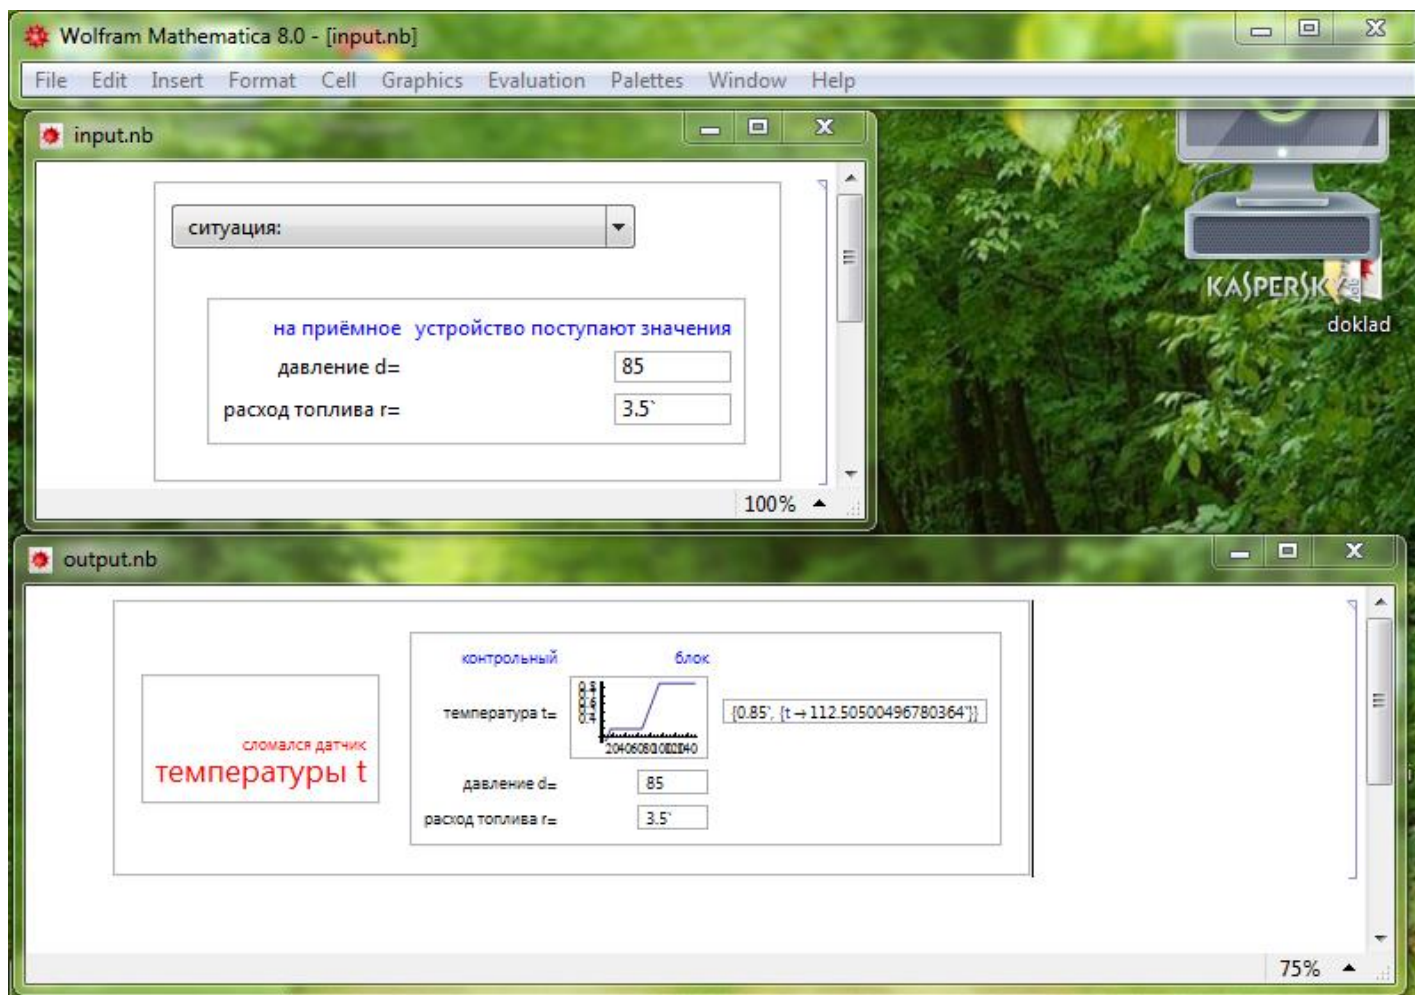 Wolfram Mathematica 8.0 - [input.nb]
File Edit Insert Format Cell Graphics Evaluation Palettes Window Help
input.nb
ситуация:
на приёмное устройство поступают значения
давление d= 85
расход топлива r= 3.5`
100%
KASPERSKY
doklad
output.nb
сломался датчик
температуры t
контрольный блок
температура t= {0.85`, {t→112.50500496780364`}}
давление d= 85
расход топлива r= 3.5`
75%